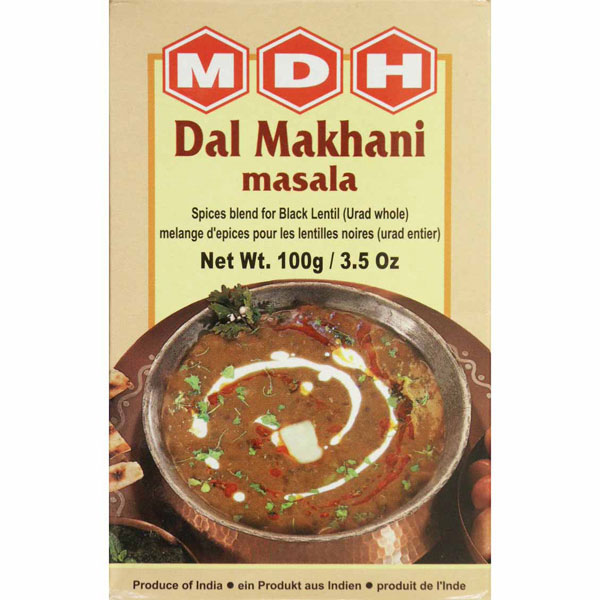 MDH
Dal Makhani
masala
Spices blend for Black Lentil (Urad whole)
melange d'epices pour les lentilles noires (urad entier)
Net Wt. 100g / 3.5 Oz
Produce of India ● ein Produkt aus Indien ● produit de l'Inde